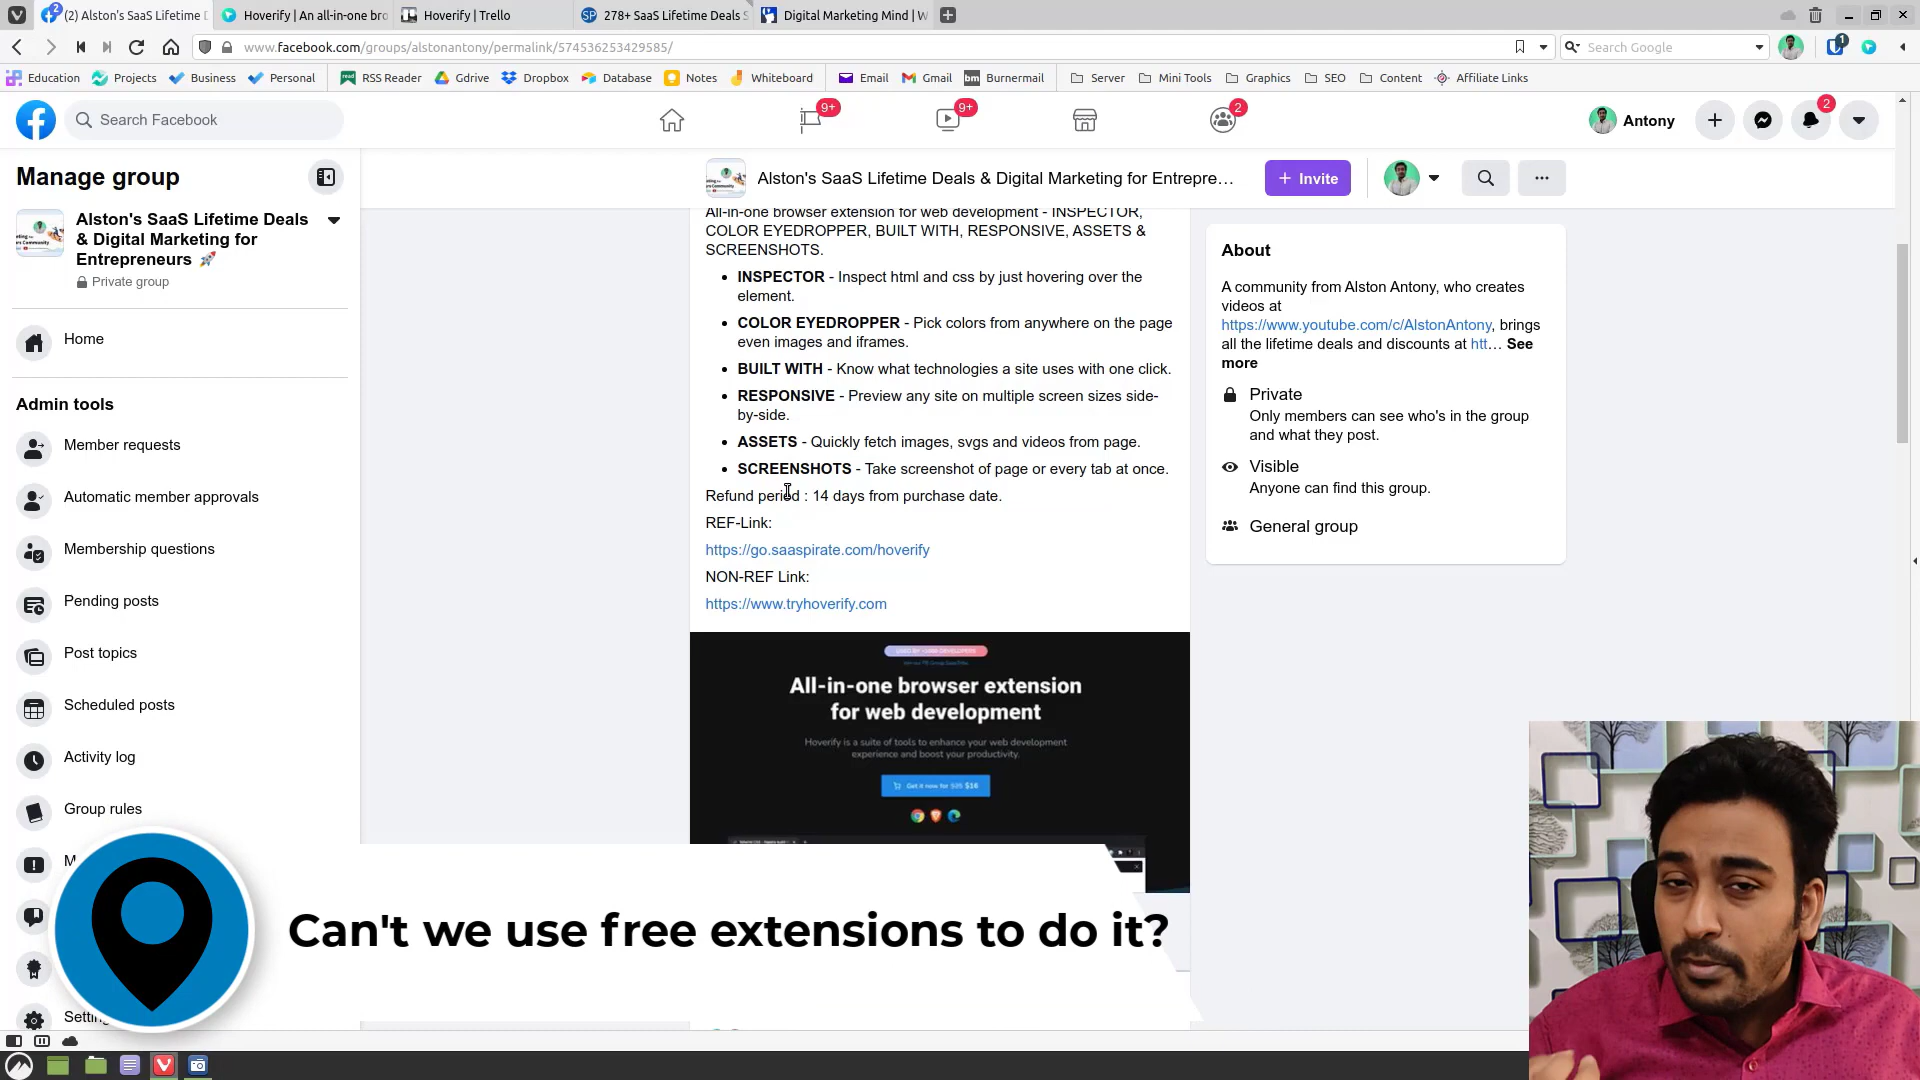 2
(2) Alston's SaaS Lifetime D
Hoverify | An all-in-one bro
Hoverify | Trello
SP 278+ SaaS Lifetime Deals S
Digital Marketing Mind | W
www.facebook.com/groups/alstonantony/permalink/574536253429585/
Search Google
1
Education
Projects
Business
Personal
read RSS Reader
Gdrive
Dropbox
Database
Notes
Whiteboard
Email
Gmail
bm Burnermail
Server
Mini Tools
Graphics
SEO
Content
Affiliate Links
Search Facebook
9+
9+
2
Antony
2
Manage group
Alston's SaaS Lifetime Deals
& Digital Marketing for
Entrepreneurs 🚀
Private group
Home
Admin tools
Member requests
Automatic member approvals
Membership questions
Pending posts
Post topics
Scheduled posts
Activity log
Group rules
M
Settin
Alston's SaaS Lifetime Deals & Digital Marketing for Entrepre...
+ Invite
All-in-one browser extension for web development - INSPECTOR,
COLOR EYEDROPPER, BUILT WITH, RESPONSIVE, ASSETS &
SCREENSHOTS.
• INSPECTOR - Inspect html and css by just hovering over the
element.
• COLOR EYEDROPPER - Pick colors from anywhere on the page
even images and iframes.
• BUILT WITH - Know what technologies a site uses with one click.
• RESPONSIVE - Preview any site on multiple screen sizes side-
by-side.
• ASSETS - Quickly fetch images, svgs and videos from page.
• SCREENSHOTS - Take screenshot of page or every tab at once.
Refund period : 14 days from purchase date.
REF-Link:
https://go.saaspirate.com/hoverify
NON-REF Link:
https://www.tryhoverify.com
All-in-one browser extension
for web development
Hoverify is a suite of tools to enhance your web development
experience and boost your productivity.
Get it now for $35 $16
About
A community from Alston Antony, who creates
videos at
https://www.youtube.com/c/AlstonAntony, brings
all the lifetime deals and discounts at htt... See
more
Private
Only members can see who's in the group
and what they post.
Visible
Anyone can find this group.
General group
Can't we use free extensions to do it?